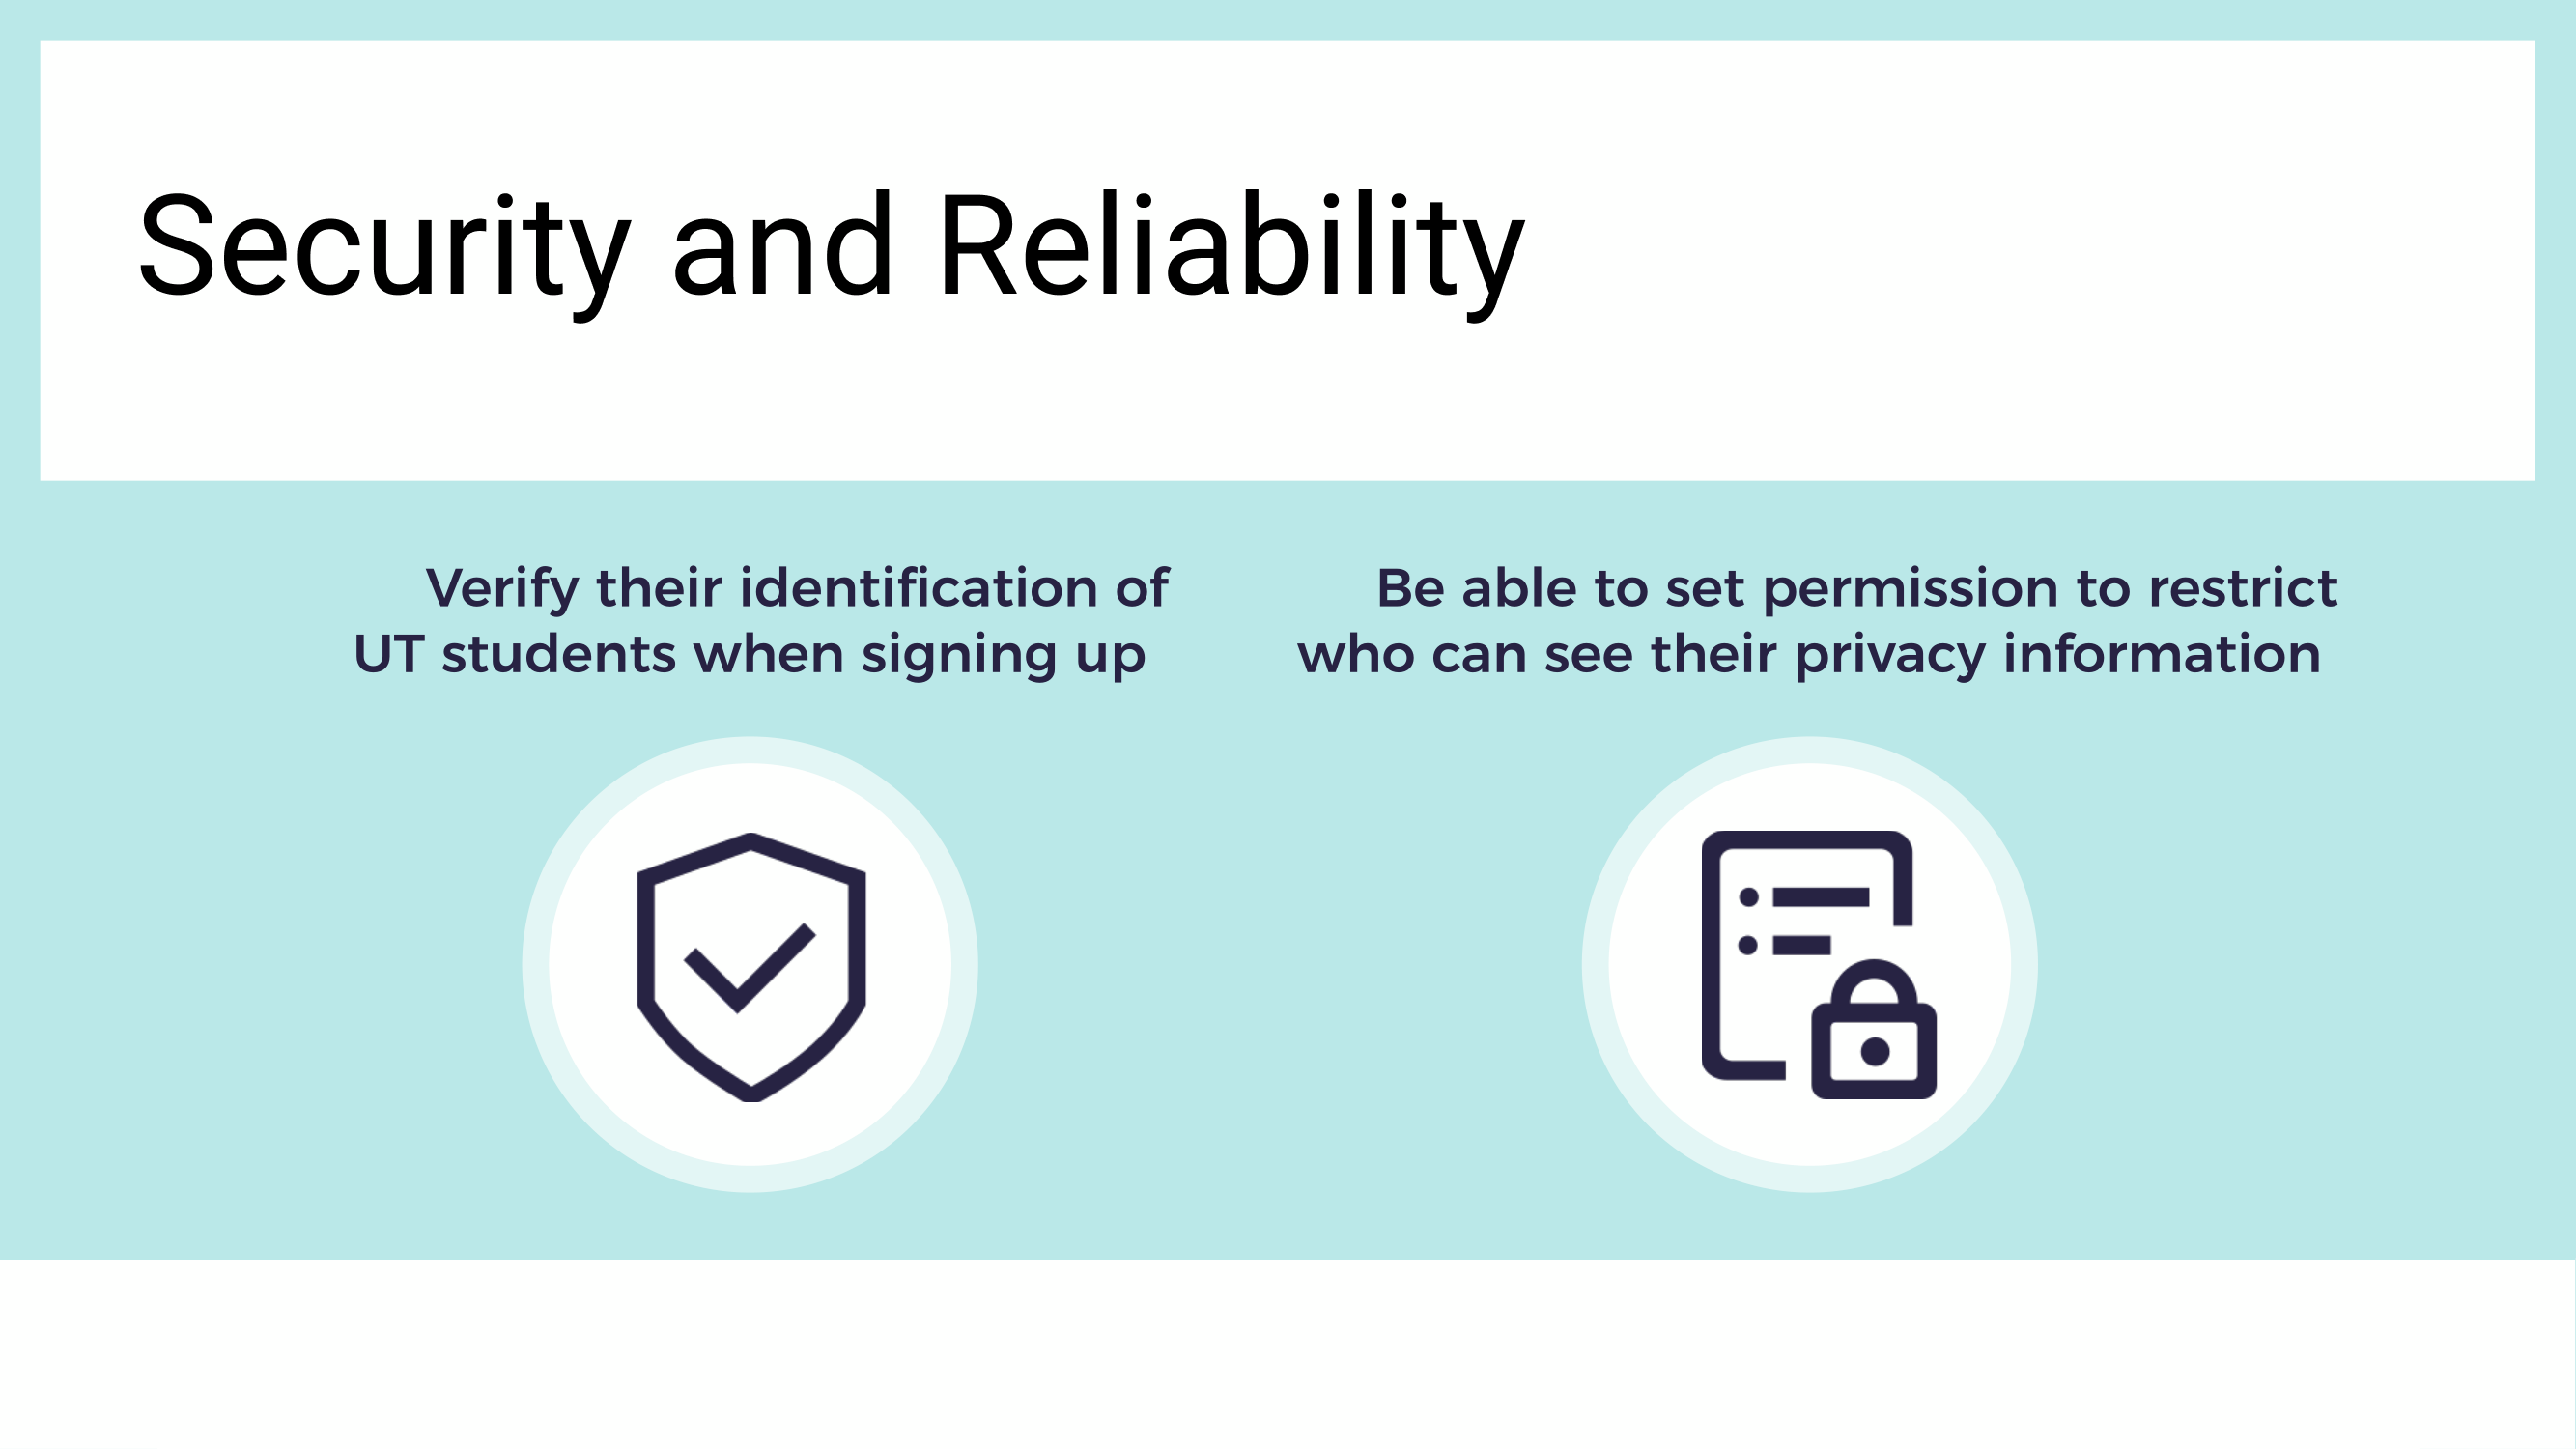 Security and Reliability
Verify their identification of
UT students when signing up
Be able to set permission to restrict
who can see their privacy information